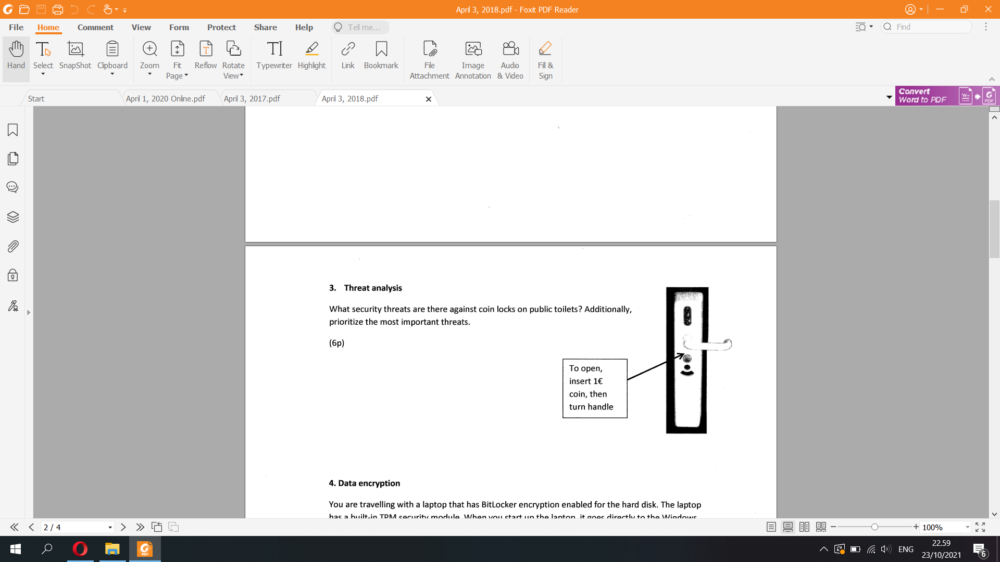 April 3, 2018.pdf - Foxit PDF Reader
File Home Comment View Form Protect Share Help Tell me... Find
Hand Select SnapShot Clipboard Zoom Fit Page Reflow Rotate View Typewriter Highlight Link Bookmark File Attachment Image Annotation Audio & Video Fill & Sign
Start April 1, 2020 Online.pdf April 3, 2017.pdf April 3, 2018.pdf
Convert
Word to PDF
3. Threat analysis
What security threats are there against coin locks on public toilets? Additionally,
prioritize the most important threats.
(6p)
To open,
insert 1€
coin, then
turn handle
4. Data encryption
You are travelling with a laptop that has BitLocker encryption enabled for the hard disk. The laptop
has a built-in TPM security module. When you start up the laptop, it goes directly to the Windows
2 / 4 100%
ENG 22.59
23/10/2021
6